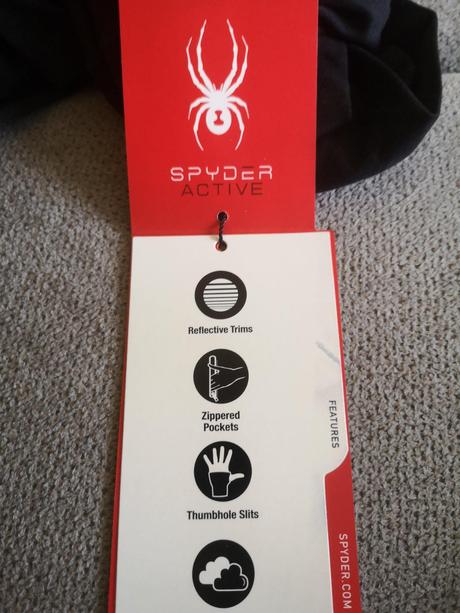 SPYDER
ACTIVE
Reflective Trims
Zippered
Pockets
Thumbhole Slits
FEATURES
SPYDER.COM